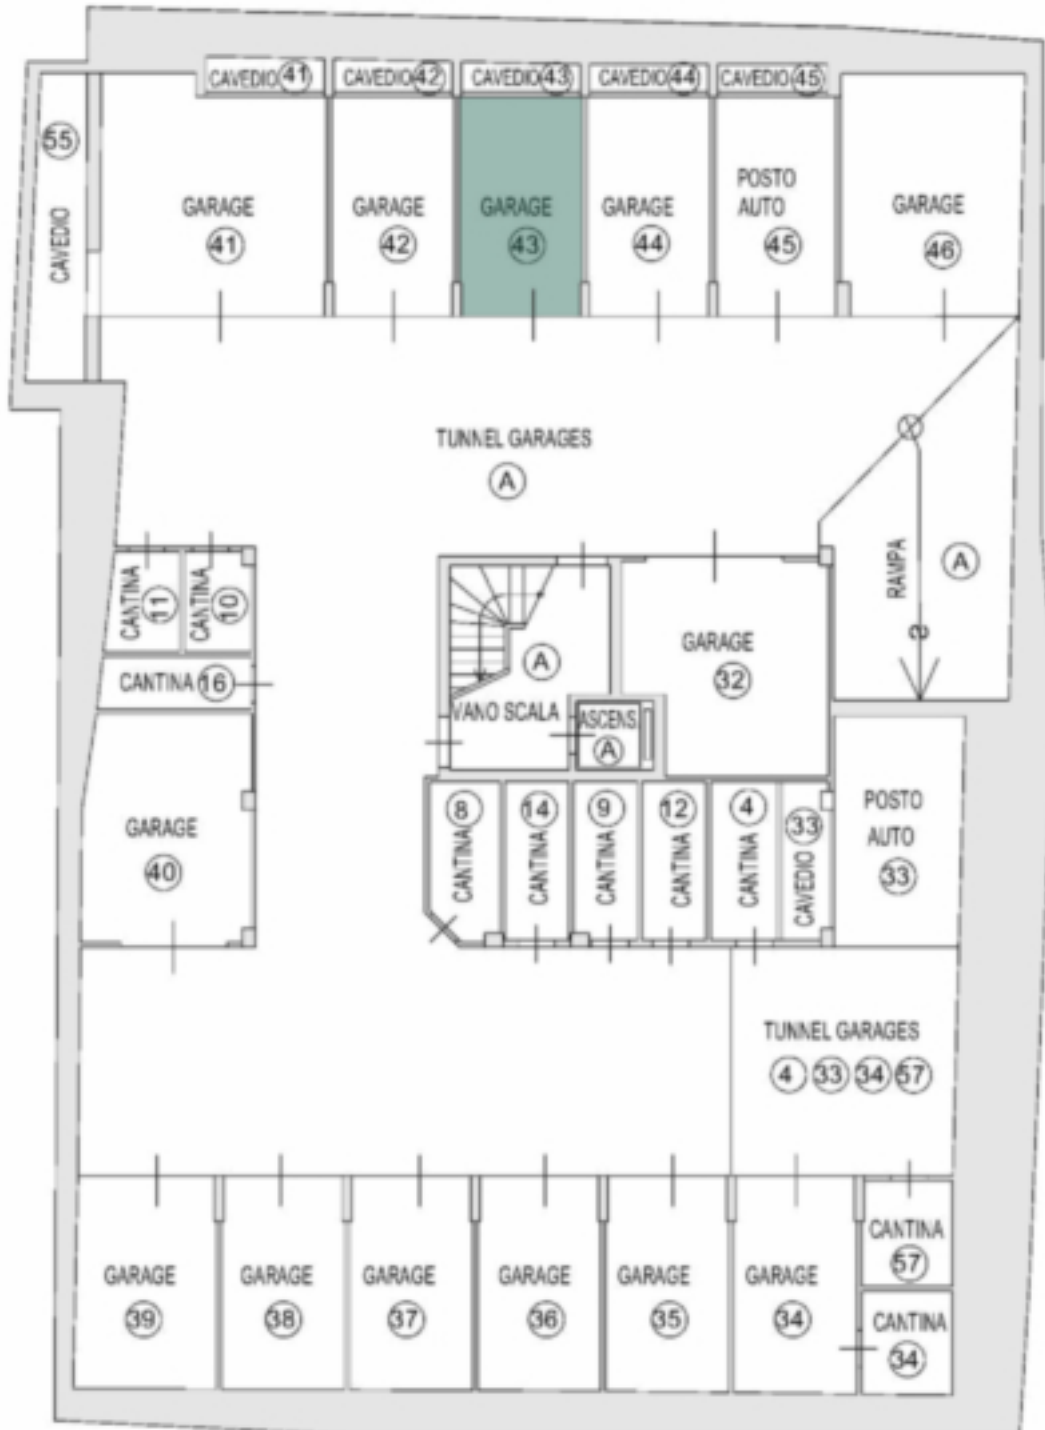 CAVEDIO 41
CAVEDIO 42
CAVEDIO 43
CAVEDIO 44
CAVEDIO 45
55
CAVEDIO
GARAGE
41
GARAGE
42
GARAGE
43
GARAGE
44
POSTO
AUTO
45
GARAGE
46
TUNNEL GARAGES
A
RAMPA
A
CANTINA
11
CANTINA
10
CANTINA 16
A
VANO SCALA
ASCENS.
A
GARAGE
32
GARAGE
40
8
CANTINA
14
CANTINA
9
CANTINA
12
CANTINA
4
CANTINA
33
CAVEDIO
POSTO
AUTO
33
TUNNEL GARAGES
4 33 34 57
GARAGE
39
GARAGE
38
GARAGE
37
GARAGE
36
GARAGE
35
GARAGE
34
CANTINA
57
CANTINA
34